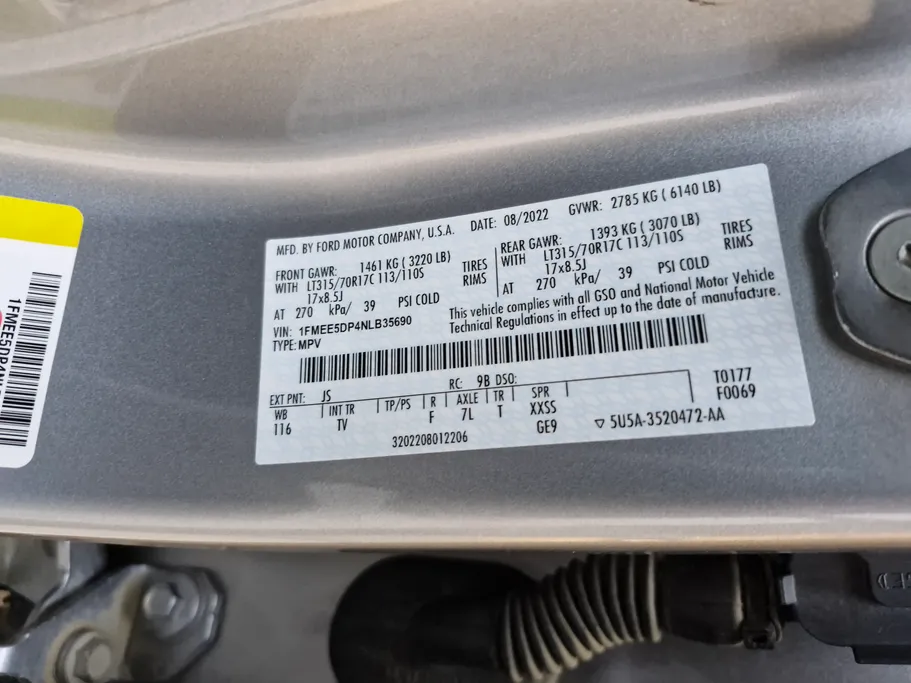 MFD. BY FORD MOTOR COMPANY, U.S.A. DATE: 08/2022 GVWR: 2785 KG ( 6140 LB)
FRONT GAWR: 1461 KG ( 3220 LB)
WITH LT315/70R17C 113/110S TIRES
17x8.5J RIMS
AT 270 kPa/ 39 PSI COLD
REAR GAWR: 1393 KG ( 3070 LB)
WITH LT315/70R17C 113/110S TIRES
17x8.5J RIMS
AT 270 kPa/ 39 PSI COLD
VIN: 1FMEE5DP4NLB35690
TYPE: MPV
This vehicle complies with all GSO and National Motor Vehicle
Technical Regulations in effect up to the date of manufacture.
EXT PNT: JS RC: 9B DSO:
WB INT TR TP/PS R AXLE TR SPR T0177
116 TV F 7L T XXSS F0069
GE9
3202208012206 5U5A-3520472-AA